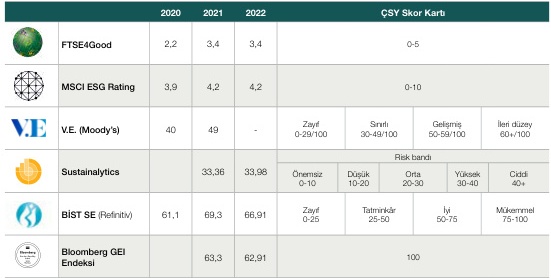 2020 2021 2022 ÇSY Skor Kartı
FTSE4Good 2,2 3,4 3,4 0-5
MSCI ESG Rating 3,9 4,2 4,2 0-10
V.E V.E. (Moody's) 40 49 - Zayıf Sınırlı Gelişmiş İleri düzey
0-29/100 30-49/100 50-59/100 60+/100
Risk bandı
Sustainalytics 33,36 33,98 Önemsiz Düşük Orta Yüksek Ciddi
0-10 10-20 20-30 30-40 40+
BİST SE (Refinitiv) 61,1 69,3 66,91 Zayıf Tatminkâr İyi Mükemmel
0-25 25-50 50-75 75-100
Bloomberg GEI
Endeksi 63,3 62,91 100